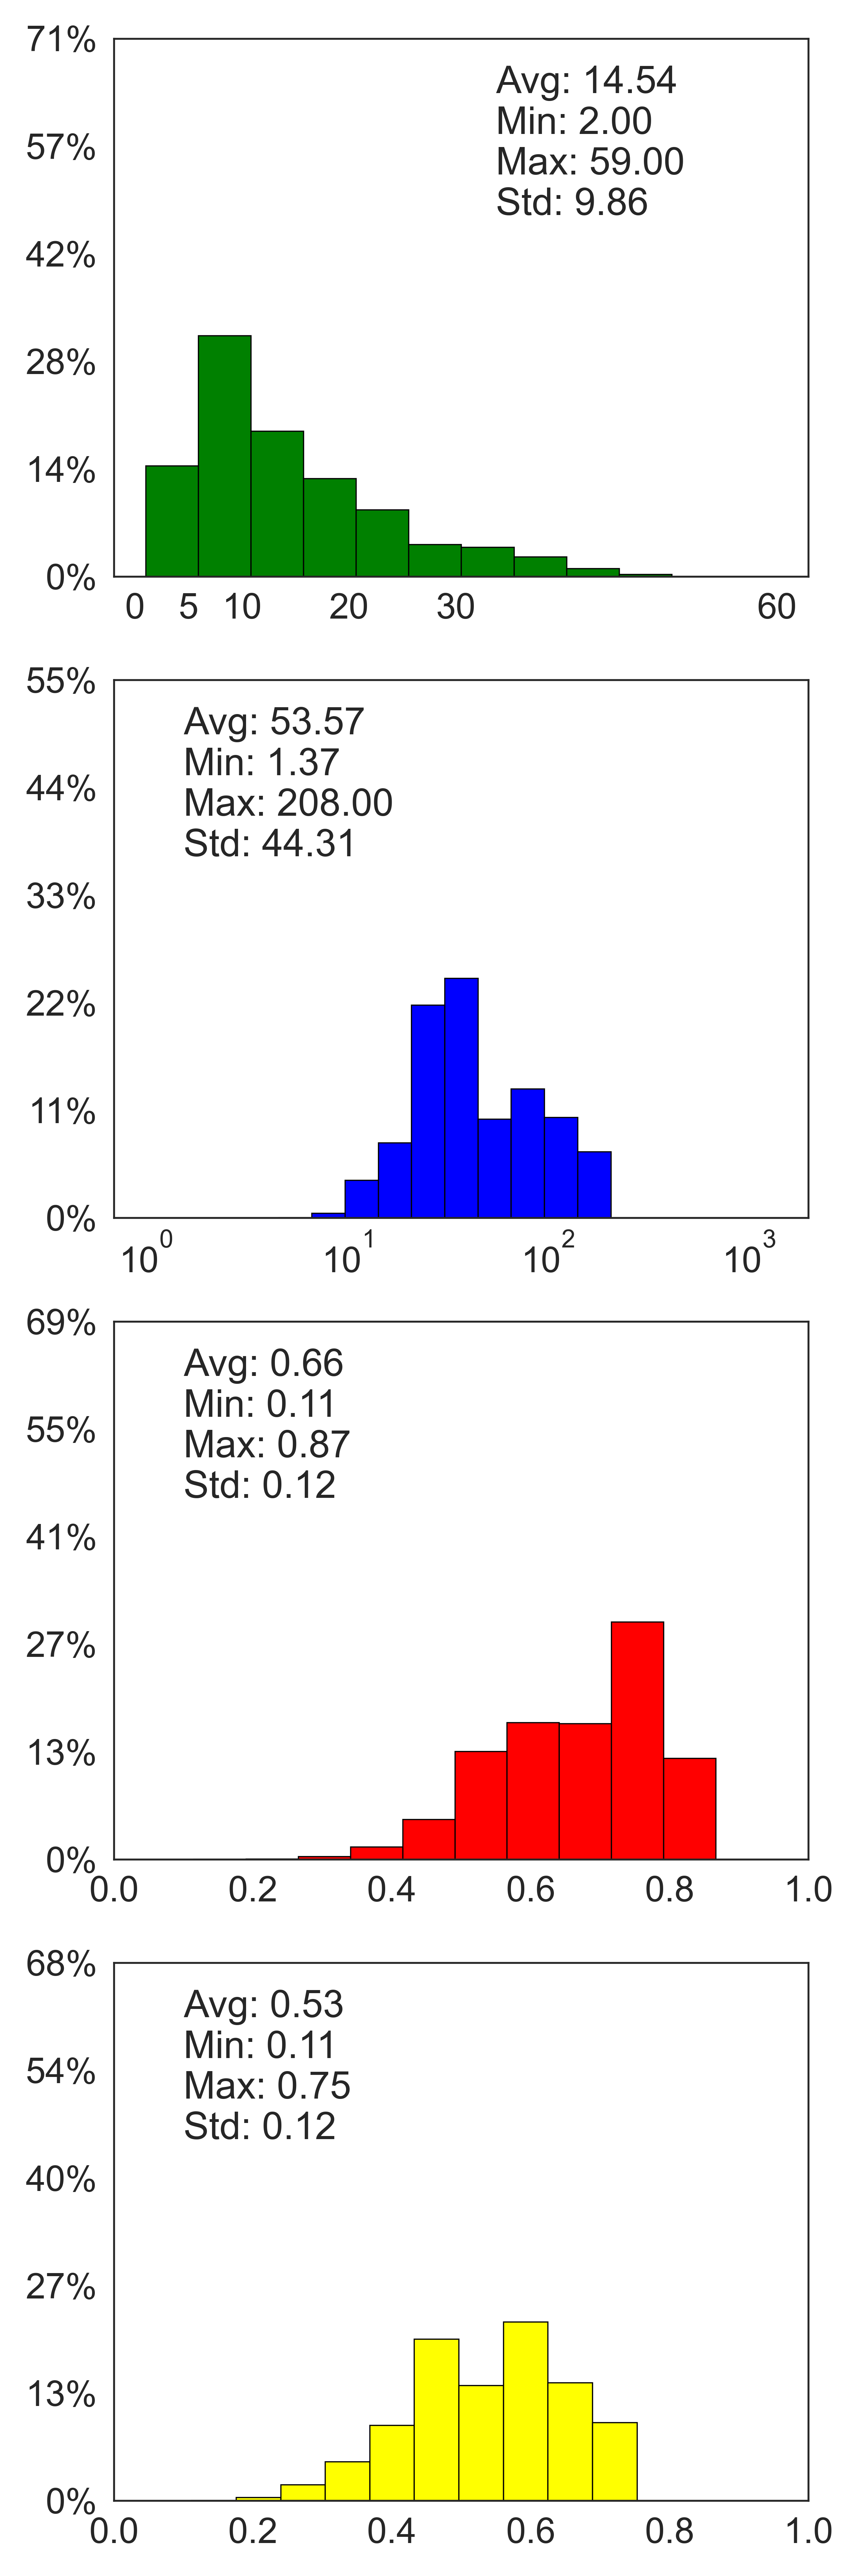 71%
Avg: 14.54
Min: 2.00
57%
Max: 59.00
Std: 9.86
42%
28%
14%
0%
0 5 10 20 30 60
55%
Avg: 53.57
Min: 1.37
44%
Max: 208.00
Std: 44.31
33%
22%
11%
0%
10^0 10^1 10^2 10^3
69%
Avg: 0.66
Min: 0.11
55%
Max: 0.87
Std: 0.12
41%
27%
13%
0%
0.0 0.2 0.4 0.6 0.8 1.0
68%
Avg: 0.53
Min: 0.11
54%
Max: 0.75
Std: 0.12
40%
27%
13%
0%
0.0 0.2 0.4 0.6 0.8 1.0